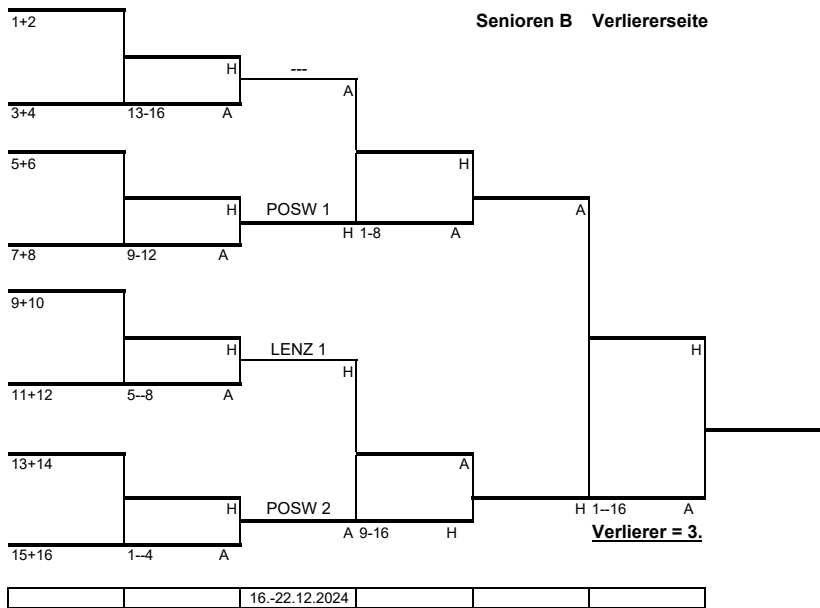 1+2
Senioren B Verliererseite
H
---
A
3+4
13-16 A
5+6
H
H
POSW 1
A
H 1-8 A
7+8
9-12 A
9+10
H
LENZ 1
H
H
11+12
5--8 A
13+14
A
H
POSW 2
H 1--16 A
A 9-16 H
Verlierer = 3.
15+16
1--4 A
16.-22.12.2024